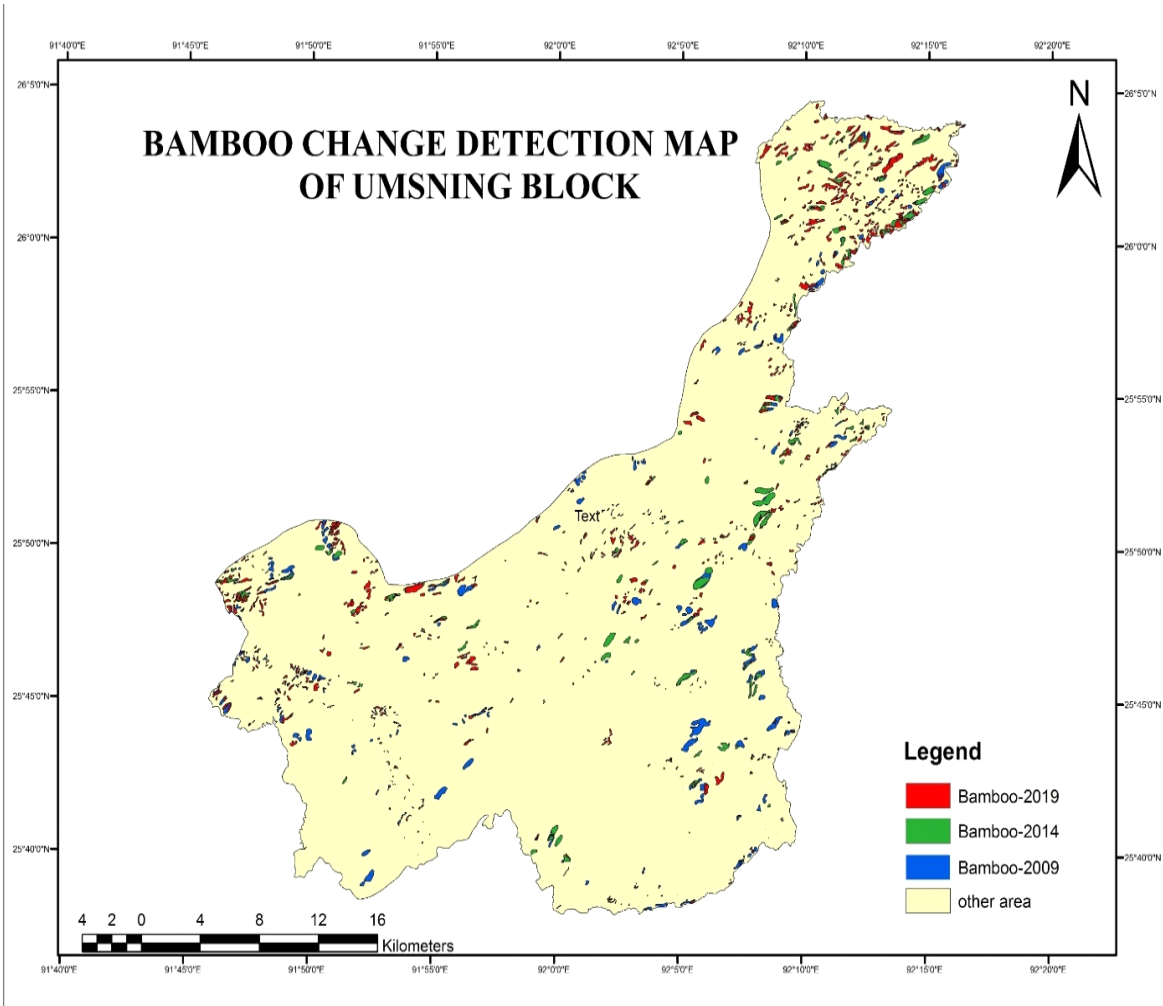 91°40'0"E 91°45'0"E 91°50'0"E 91°55'0"E 92°0'0"E 92°5'0"E 92°10'0"E 92°15'0"E 92°20'0"E
26°5'0"N 26°5'0"N
N
BAMBOO CHANGE DETECTION MAP
OF UMSNING BLOCK
26°0'0"N 26°0'0"N
25°55'0"N 25°55'0"N
Text
25°50'0"N 25°50'0"N
25°45'0"N 25°45'0"N
Legend
Bamboo-2019
Bamboo-2014
25°40'0"N 25°40'0"N
Bamboo-2009
other area
4 2 0 4 8 12 16
Kilometers
91°40'0"E 91°45'0"E 91°50'0"E 91°55'0"E 92°0'0"E 92°5'0"E 92°10'0"E 92°15'0"E 92°20'0"E